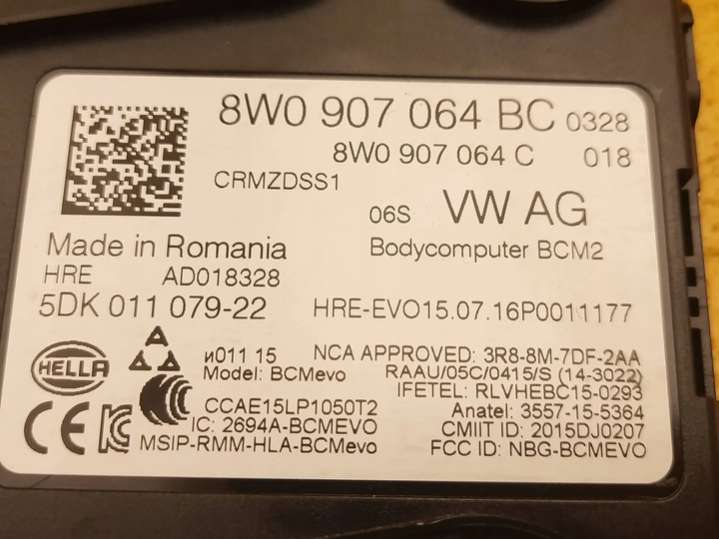 8W0 907 064 BC 0328
8W0 907 064 C 018
CRMZDSS1
06S VW AG
Made in Romania Bodycomputer BCM2
HRE AD018328
5DK 011 079-22 HRE-EVO15.07.16P0011177
HELLA
и011 15 NCA APPROVED: 3R8-8M-7DF-2AA
Model: BCMevo RAAU/05C/0415/S (14-3022)
IFETEL: RLVHEBC15-0293
CCAE15LP1050T2 Anatel: 3557-15-5364
CE IC: 2694A-BCMEVO CMIIT ID: 2015DJ0207
MSIP-RMM-HLA-BCMevo FCC ID: NBG-BCMEVO